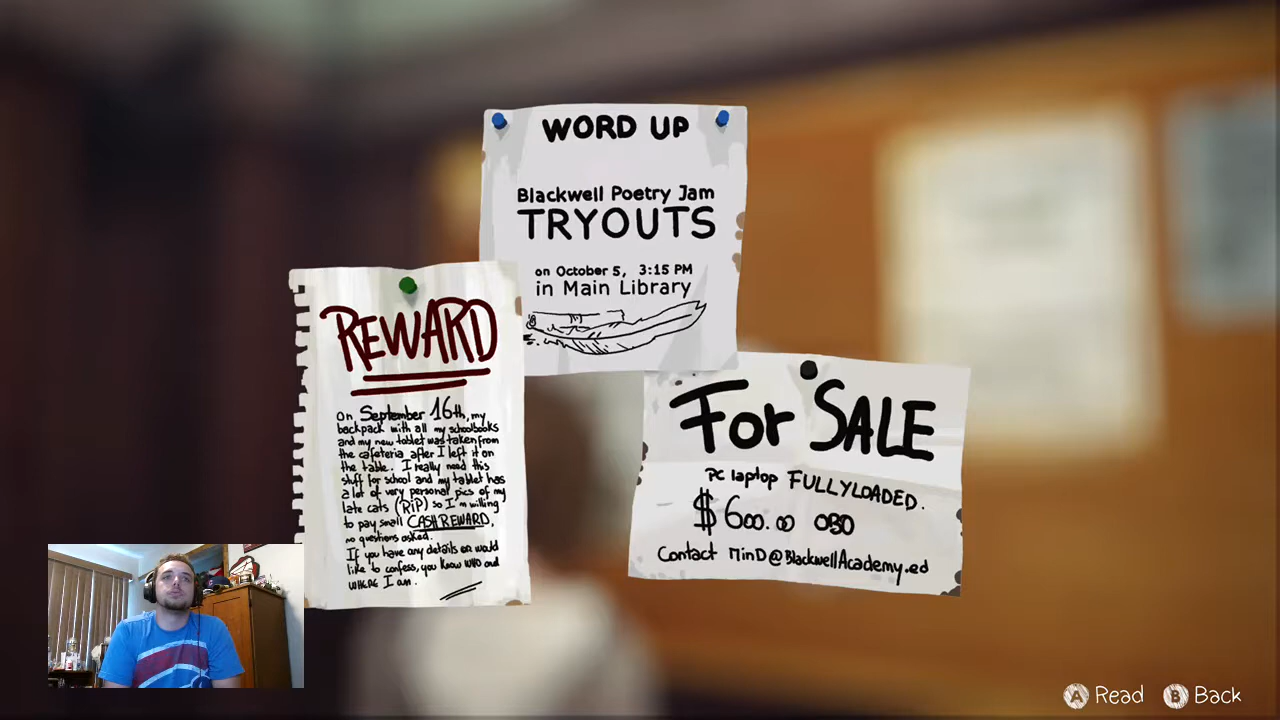 WORD UP
Blackwell Poetry Jam
TRYOUTS
on October 5, 3:15 PM
in Main Library
REWARD
On September 16th, my
backpack with all my schoolbooks
and my new tablet was taken from
the cafeteria after I left it on
the table. I really need this
stuff for school and my tablet has
a lot of very personal pics of my
late cats (RiP) so I'm willing
to pay small CASH REWARD,
no questions asked.
If you have any details or would
like to confess, you know WHO and
WHERE I am.
For SALE
PC laptop FULLYLOADED.
$600.00 OBO
Contact MinD@BlackwellAcademy.ed
A Read B Back